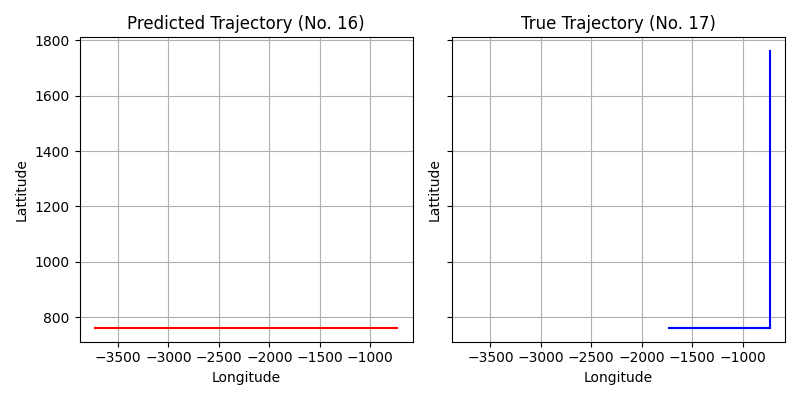 Predicted Trajectory (No. 16)
True Trajectory (No. 17)
1800
1600
1400
1200
1000
800
Lattitude
Lattitude
−3500 −3000 −2500 −2000 −1500 −1000
−3500 −3000 −2500 −2000 −1500 −1000
Longitude
Longitude